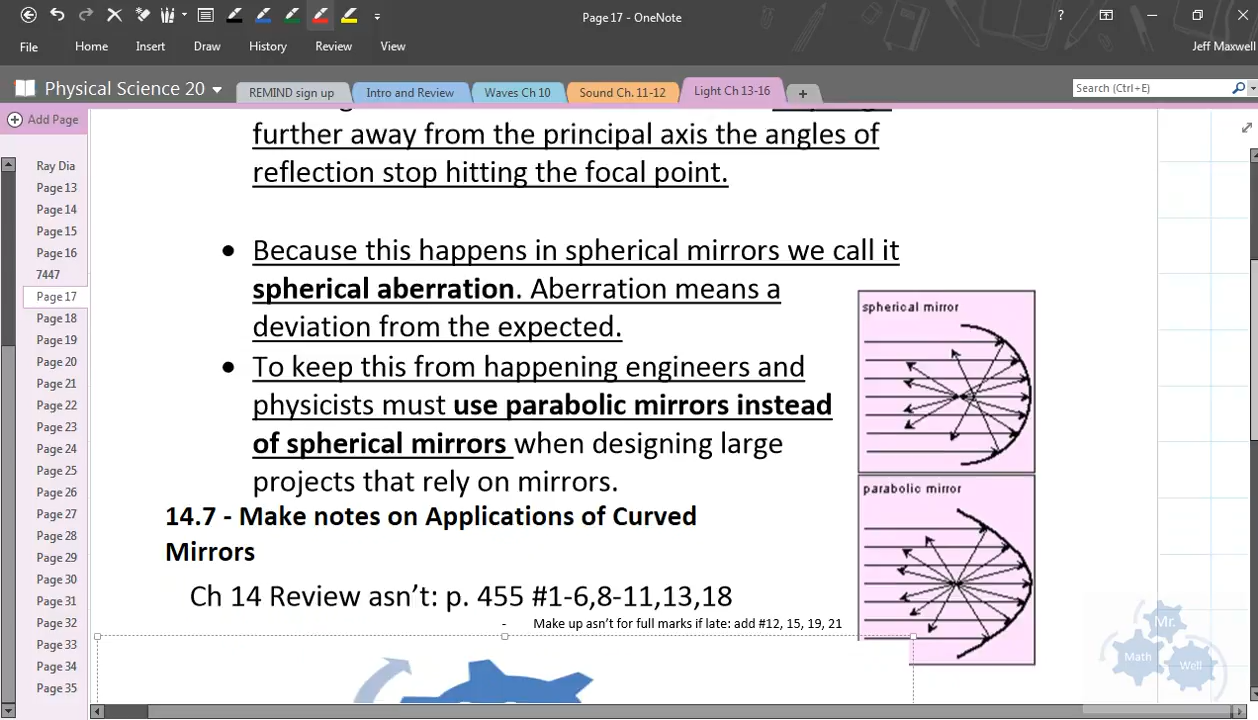 Page 17 - OneNote
?
File
Home
Insert
Draw
History
Review
View
Jeff Maxwell
Physical Science 20
REMIND sign up
Intro and Review
Waves Ch 10
Sound Ch. 11-12
Light Ch 13-16
Search (Ctrl+E)
Add Page
Ray Dia
Page 13
Page 14
Page 15
Page 16
7447
Page 17
Page 18
Page 19
Page 20
Page 21
Page 22
Page 23
Page 24
Page 25
Page 26
Page 27
Page 28
Page 29
Page 30
Page 31
Page 32
Page 33
Page 34
Page 35
further away from the principal axis the angles of
reflection stop hitting the focal point.
• Because this happens in spherical mirrors we call it
spherical aberration. Aberration means a
deviation from the expected.
• To keep this from happening engineers and
physicists must use parabolic mirrors instead
of spherical mirrors when designing large
projects that rely on mirrors.
spherical mirror
parabolic mirror
14.7 - Make notes on Applications of Curved
Mirrors
Ch 14 Review asn’t: p. 455 #1-6,8-11,13,18
- Make up asn’t for full marks if late: add #12, 15, 19, 21
Mr.
Math
Well